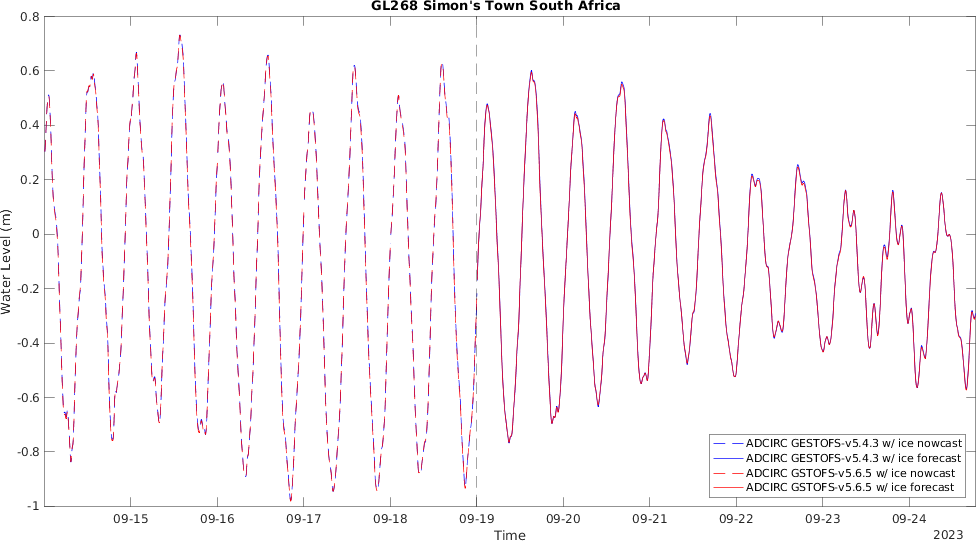 GL268 Simon's Town South Africa
Water Level (m)
0.8
0.6
0.4
0.2
0
-0.2
-0.4
-0.6
-0.8
-1
ADCIRC GESTOFS-v5.4.3 w/ ice nowcast
ADCIRC GESTOFS-v5.4.3 w/ ice forecast
ADCIRC GSTOFS-v5.6.5 w/ ice nowcast
ADCIRC GSTOFS-v5.6.5 w/ ice forecast
09-15 09-16 09-17 09-18 09-19 09-20 09-21 09-22 09-23 09-24
Time
2023